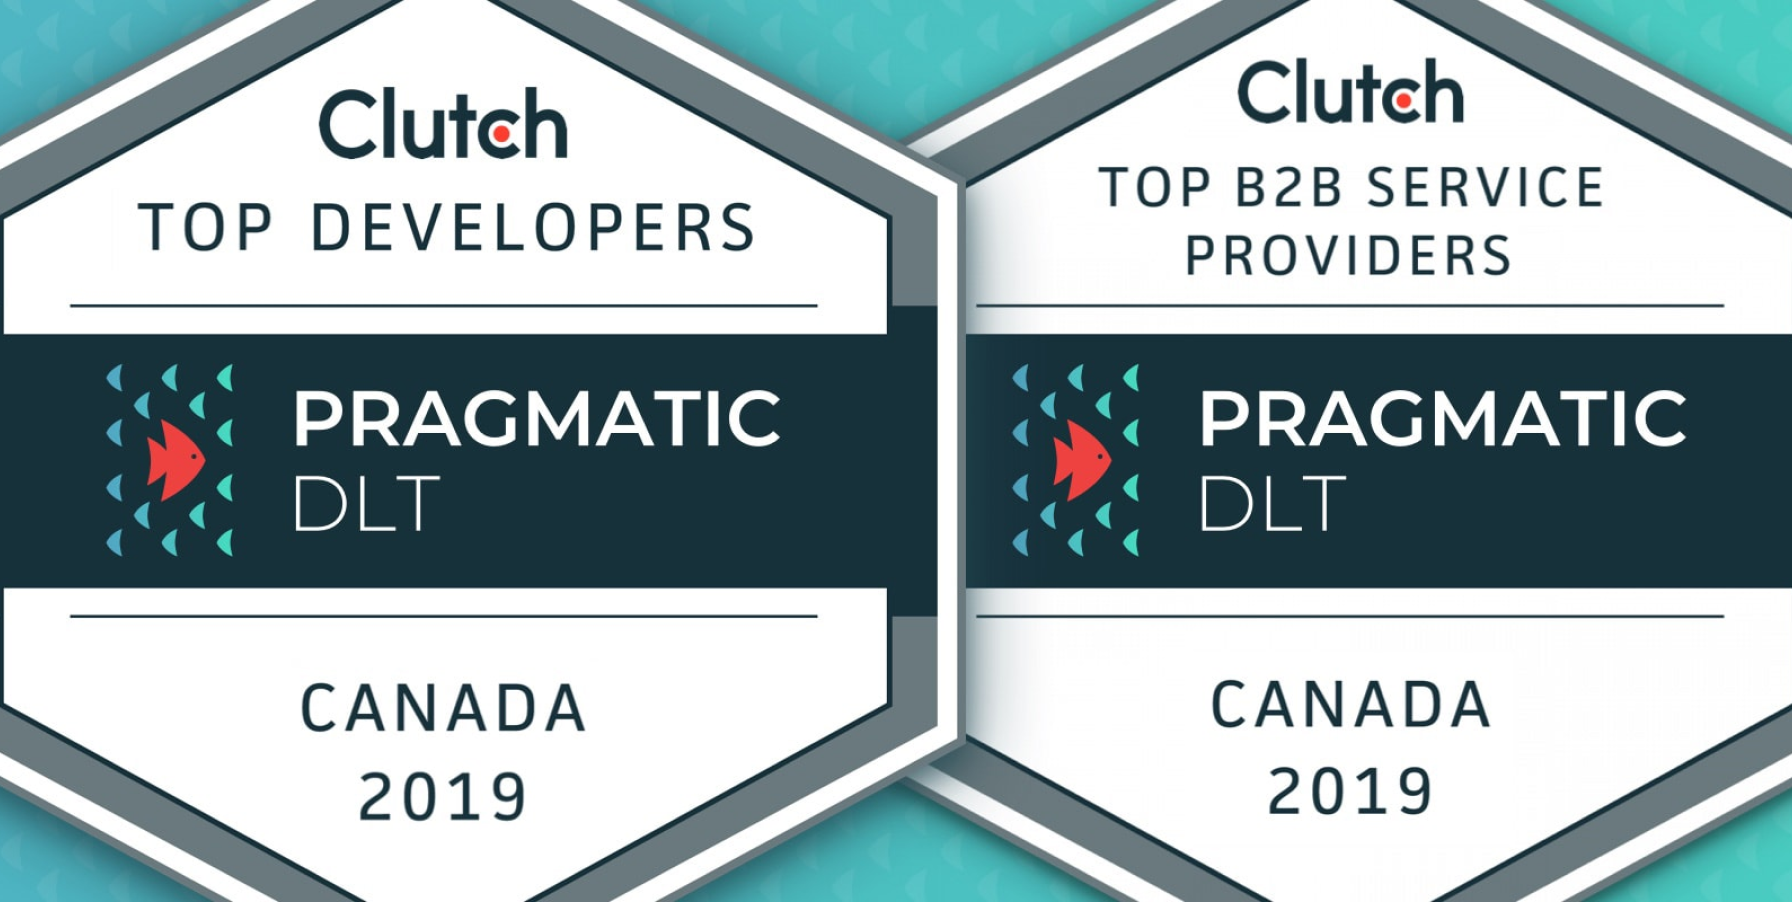 Clutch
TOP DEVELOPERS
PRAGMATIC
DLT
CANADA
2019
Clutch
TOP B2B SERVICE
PROVIDERS
PRAGMATIC
DLT
CANADA
2019